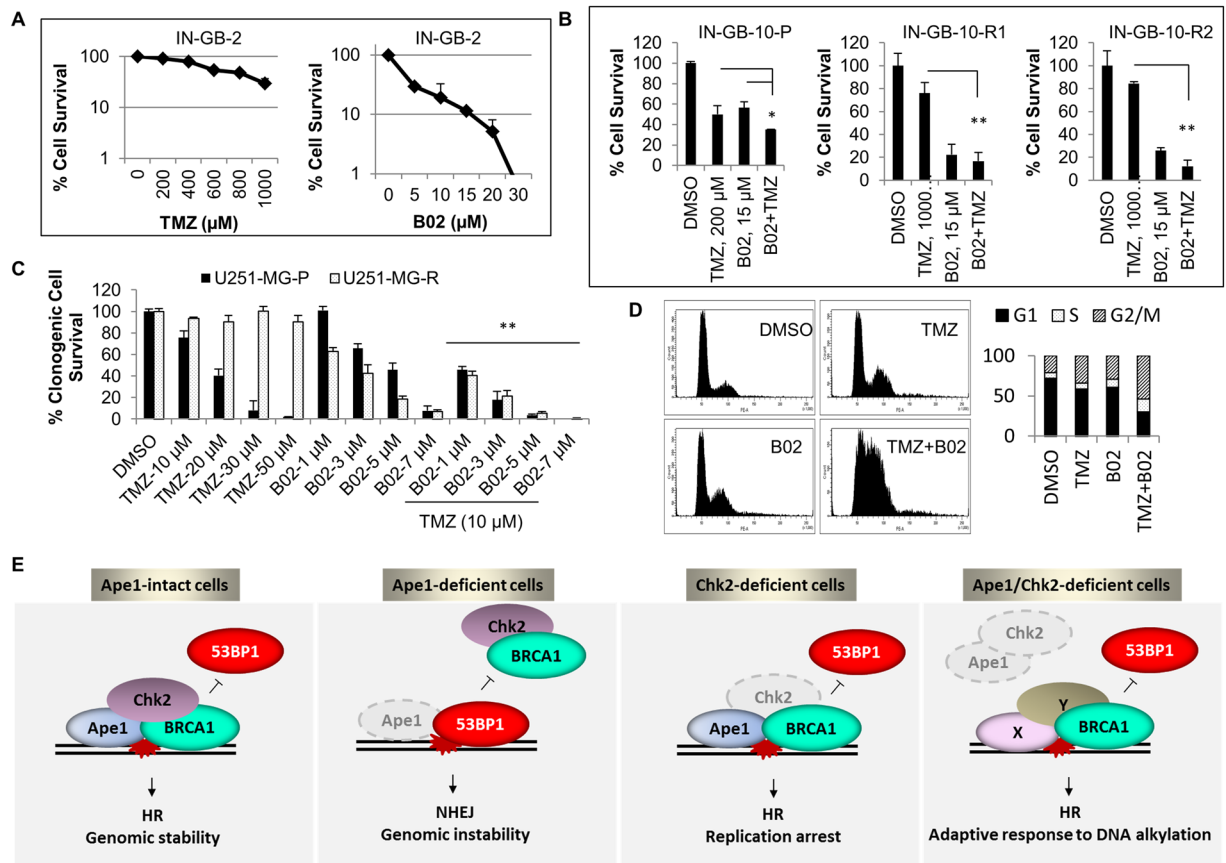 A
IN-GB-2
100
10
1
% Cell Survival
0
200
400
600
800
1000
TMZ (µM)
IN-GB-2
100
10
1
% Cell Survival
0
5
10
15
20
30
B02 (µM)
B
IN-GB-10-P
120
100
80
60
40
20
0
% Cell Survival
*
DMSO
TMZ, 200 µM
B02, 15 µM
B02+TMZ
IN-GB-10-R1
120
100
80
60
40
20
0
% Cell Survival
**
DMSO
TMZ, 1000…
B02, 15 µM
B02+TMZ
IN-GB-10-R2
120
100
80
60
40
20
0
% Cell Survival
**
DMSO
TMZ, 1000…
B02, 15 µM
B02+TMZ
C
U251-MG-P
U251-MG-R
120
100
80
60
40
20
0
% Clonogenic Cell
Survival
**
DMSO
TMZ-10 µM
TMZ-20 µM
TMZ-30 µM
TMZ-50 µM
B02-1 µM
B02-3 µM
B02-5 µM
B02-7 µM
B02-1 µM
B02-3 µM
B02-5 µM
B02-7 µM
TMZ (10 µM)
D
DMSO
TMZ
B02
TMZ+B02
G1
S
G2/M
100
50
0
DMSO
TMZ
B02
TMZ+B02
E
Ape1-intact cells
53BP1
Chk2
Ape1
BRCA1
HR
Genomic stability
Ape1-deficient cells
Chk2
BRCA1
Ape1
53BP1
NHEJ
Genomic instability
Chk2-deficient cells
53BP1
Chk2
Ape1
BRCA1
HR
Replication arrest
Ape1/Chk2-deficient cells
Chk2
Ape1
53BP1
Y
X
BRCA1
HR
Adaptive response to DNA alkylation